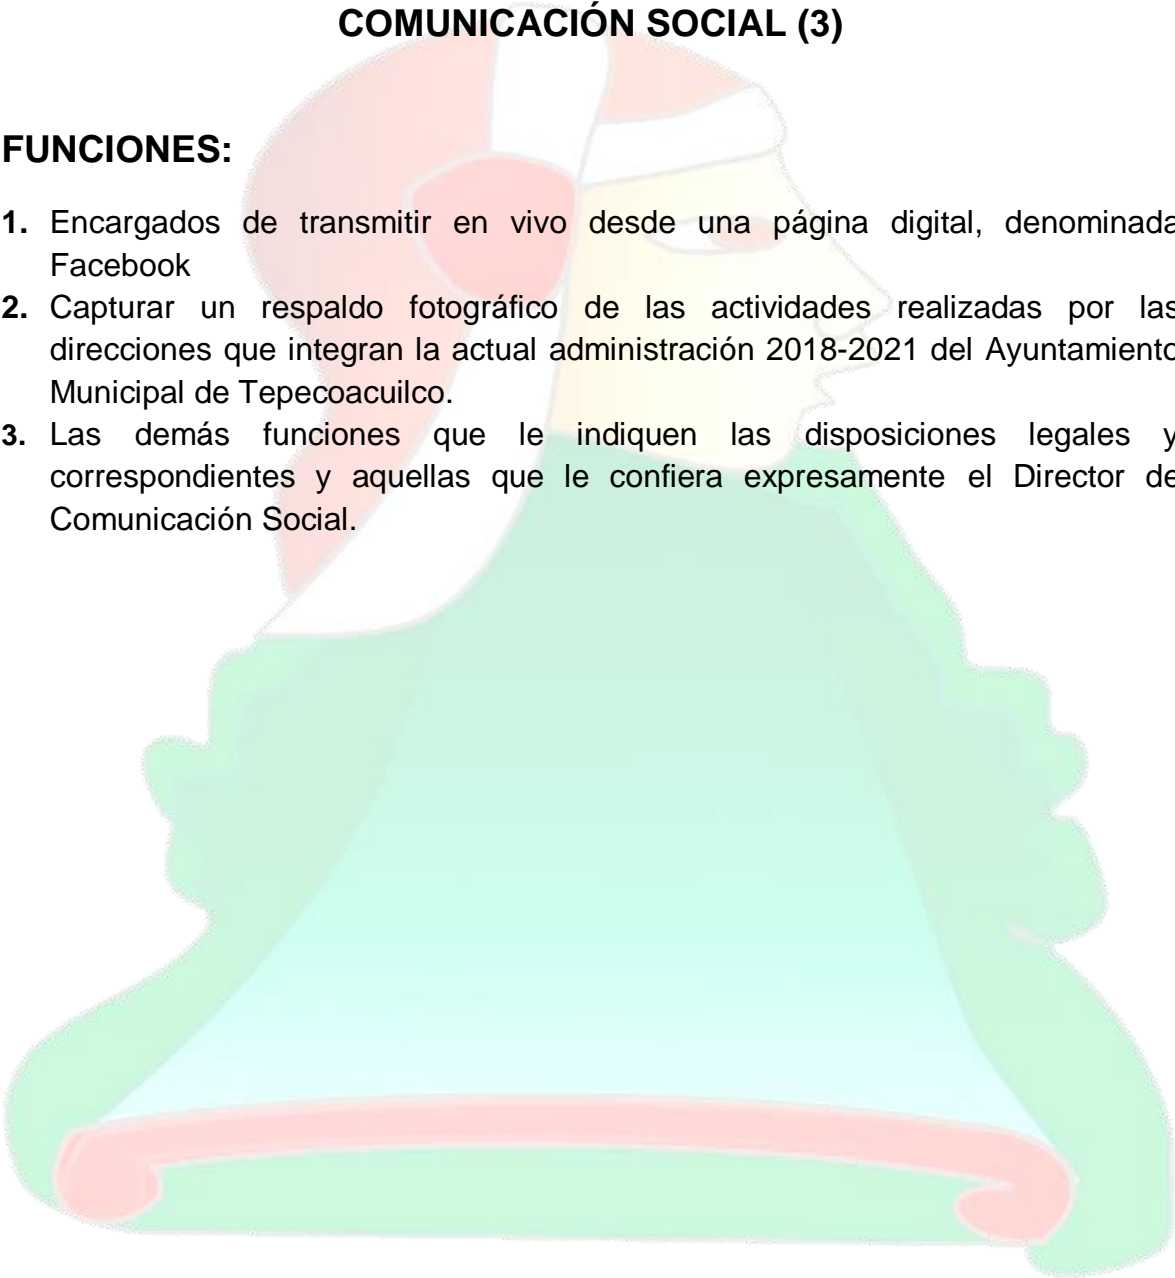 COMUNICACIÓN SOCIAL (3)
FUNCIONES:
1. Encargados de transmitir en vivo desde una página digital, denominada
Facebook
2. Capturar un respaldo fotográfico de las actividades realizadas por las
direcciones que integran la actual administración 2018-2021 del Ayuntamiento
Municipal de Tepecoacuilco.
3. Las demás funciones que le indiquen las disposiciones legales y
correspondientes y aquellas que le confiera expresamente el Director de
Comunicación Social.